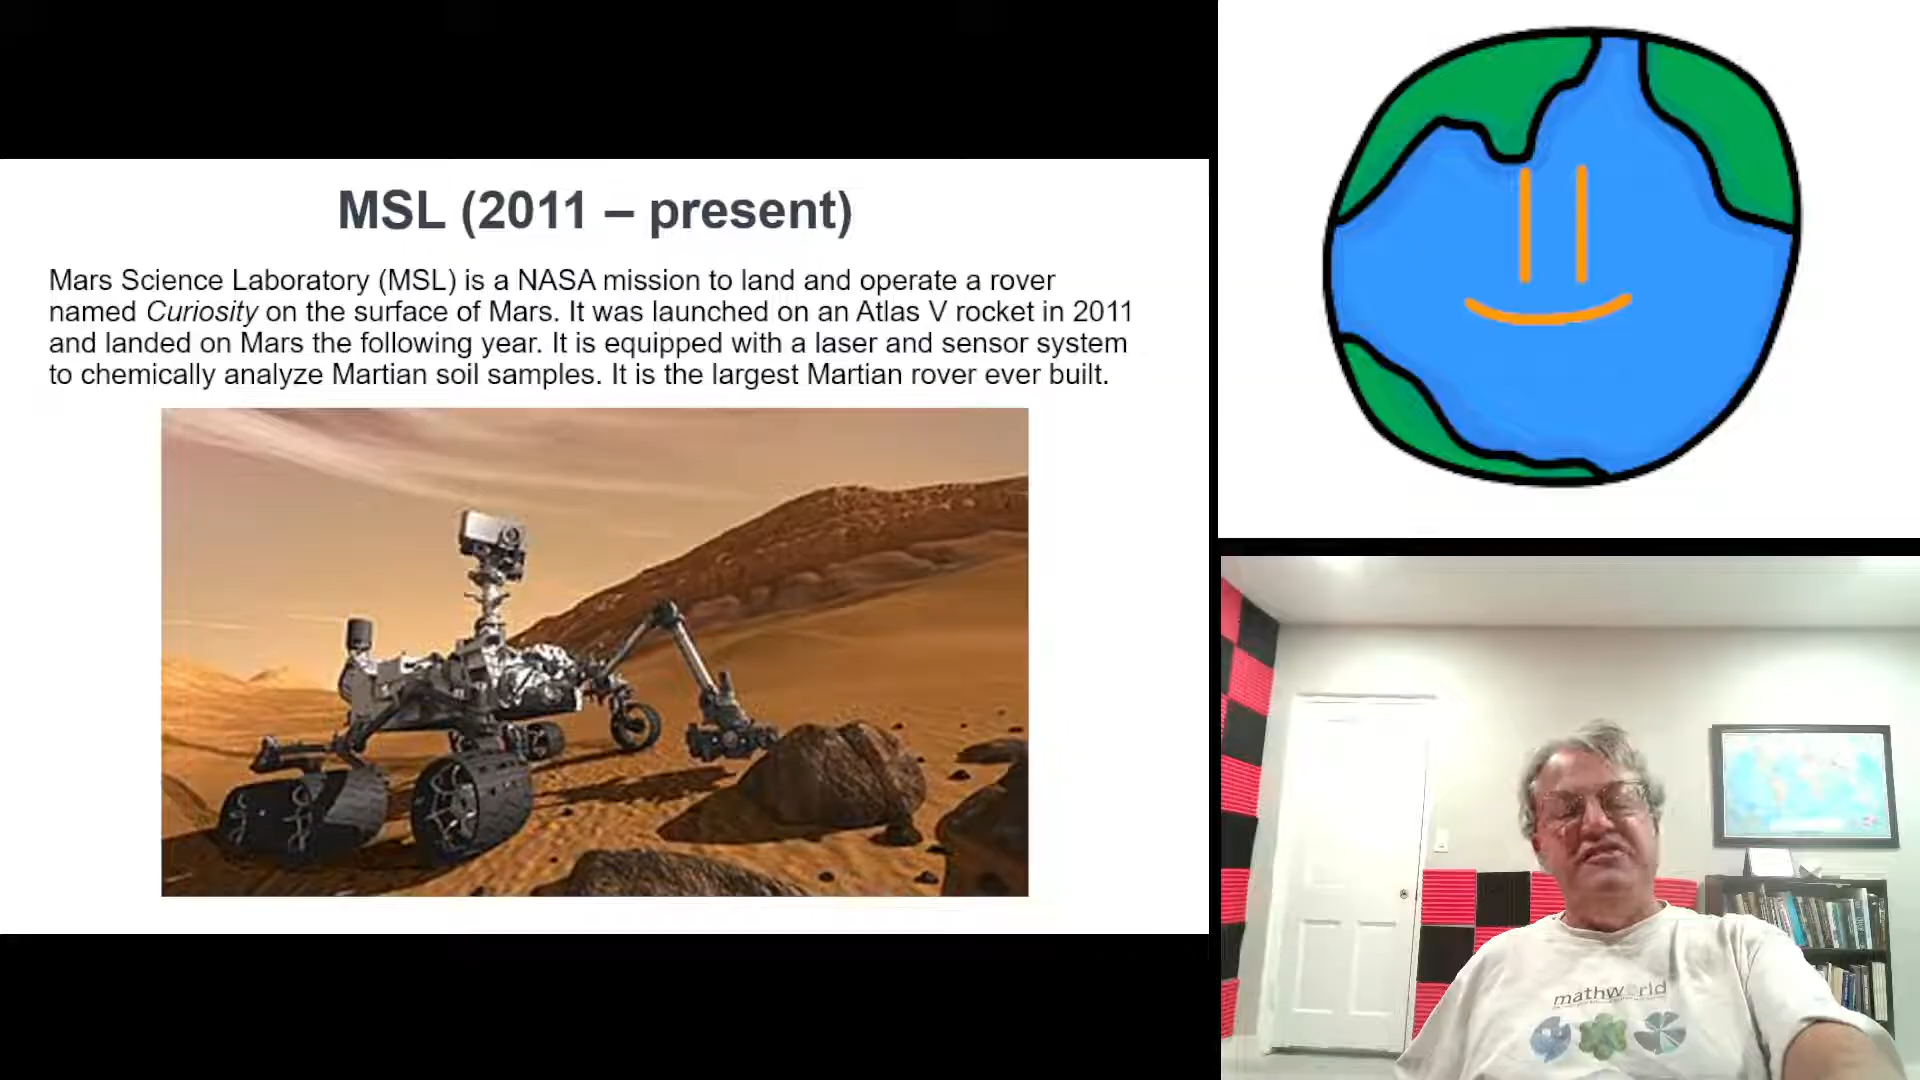 MSL (2011 – present)
Mars Science Laboratory (MSL) is a NASA mission to land and operate a rover
named Curiosity on the surface of Mars. It was launched on an Atlas V rocket in 2011
and landed on Mars the following year. It is equipped with a laser and sensor system
to chemically analyze Martian soil samples. It is the largest Martian rover ever built.
mathworld